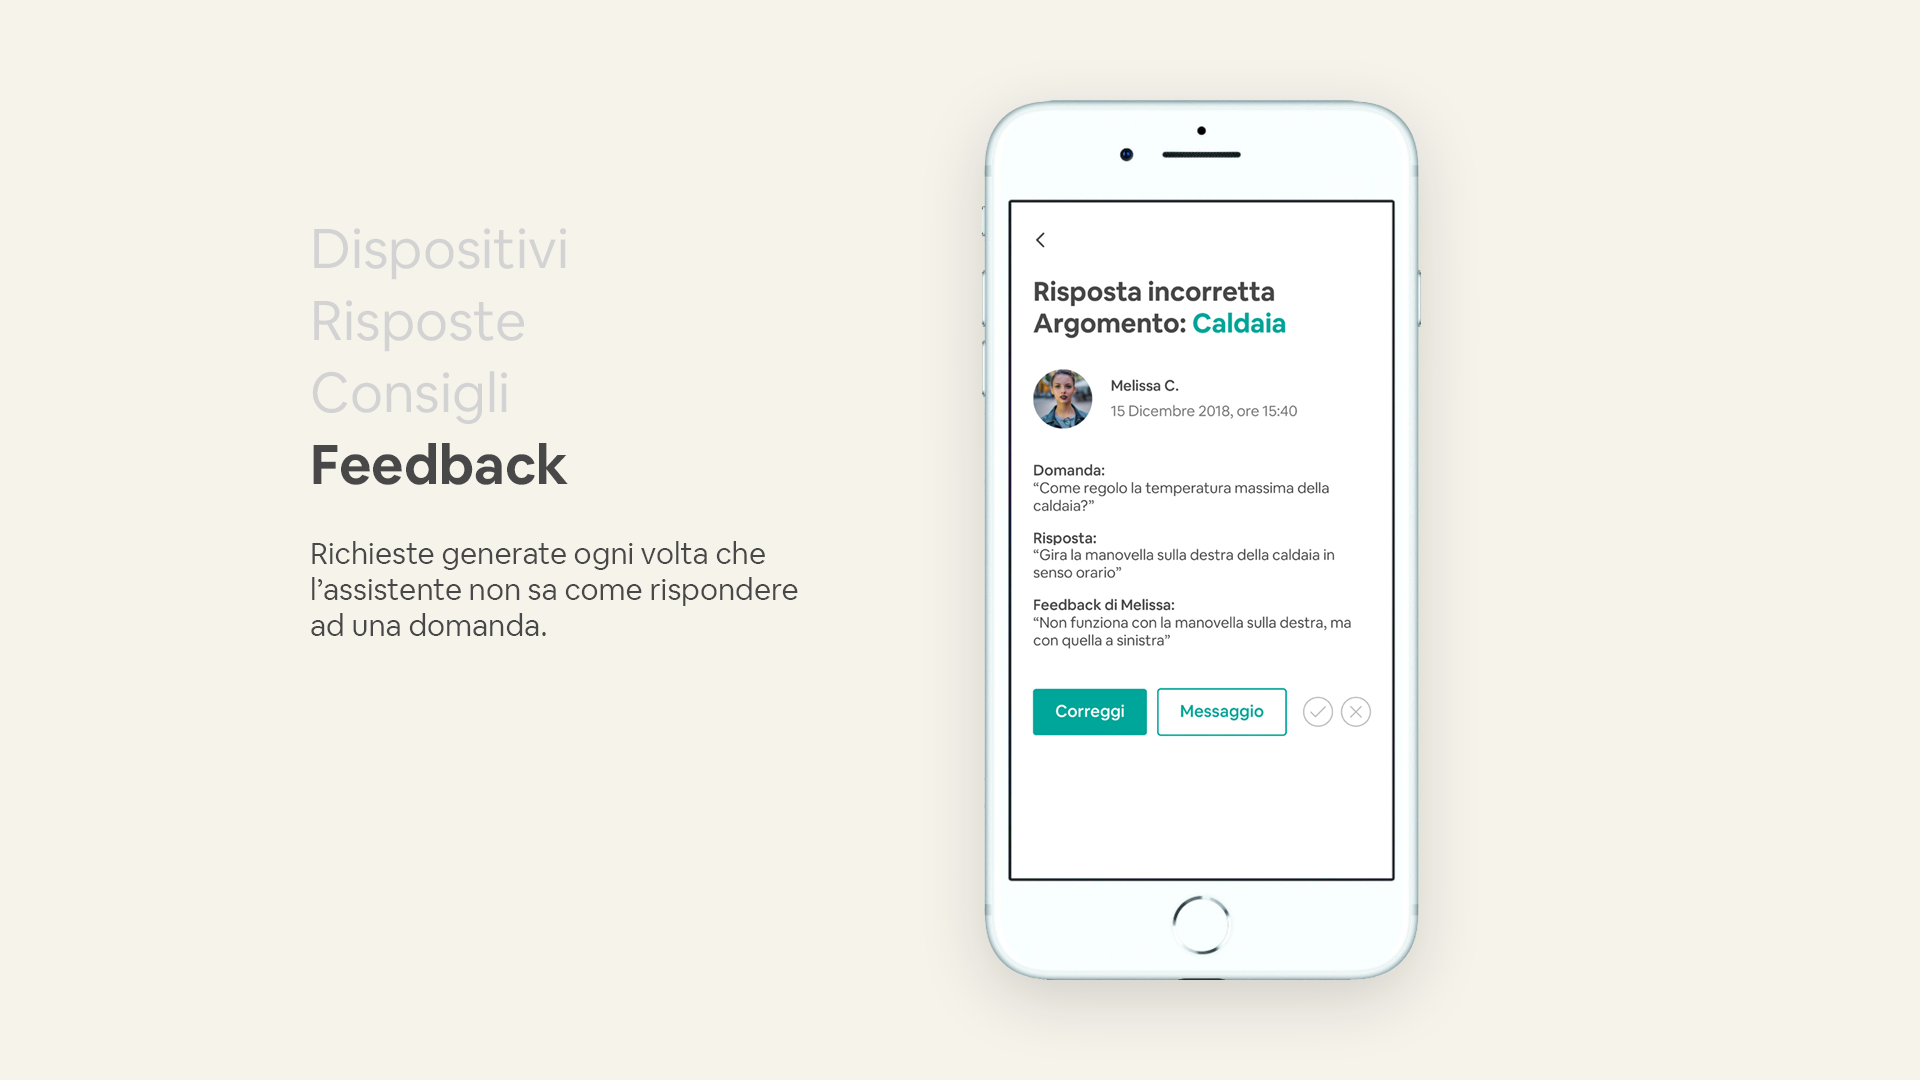 Dispositivi
Risposte
Consigli
Feedback
Richieste generate ogni volta che
l’assistente non sa come rispondere
ad una domanda.
Risposta incorretta
Argomento: Caldaia
Melissa C.
15 Dicembre 2018, ore 15:40
Domanda:
“Come regolo la temperatura massima della
caldaia?”
Risposta:
“Gira la manovella sulla destra della caldaia in
senso orario”
Feedback di Melissa:
“Non funziona con la manovella sulla destra, ma
con quella a sinistra”
Correggi Messaggio